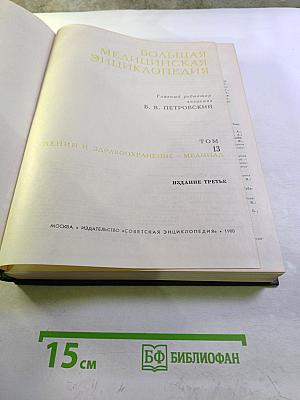 БОЛЬШАЯ
МЕДИЦИНСКАЯ
ЭНЦИКЛОПЕДИЯ
Главный редактор
академик
Б. В. ПЕТРОВСКИЙ
ТОМ
13
ЛЕНИН И ЗДРАВООХРАНЕНИЕ — МЕДИНАЛ
ИЗДАНИЕ ТРЕТЬЕ
МОСКВА • ИЗДАТЕЛЬСТВО «СОВЕТСКАЯ ЭНЦИКЛОПЕДИЯ» • 1980
15 см
БФ БИБЛИОФАН